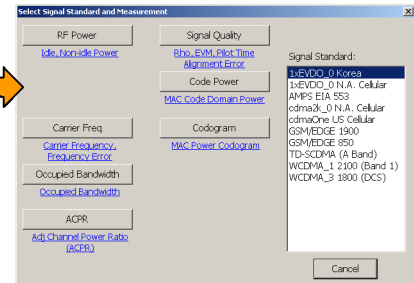 Select Signal Standard and Measurement
RF Power
Idle, Non-idle Power
Signal Quality
Rho, EVM, Pilot Time
Alignment Error
Code Power
MAC Code Domain Power
Carrier Freq
Carrier Frequency,
Frequency Error
Codogram
MAC Power Codogram
Occupied Bandwidth
Occupied Bandwidth
ACPR
Adj Channel Power Ratio
(ACPR)
Signal Standard:
1xEVDO_0 Korea
1xEVDO_0 N.A. Cellular
AMPS EIA 553
cdma2k_0 N.A. Cellular
cdmaOne US Cellular
GSM/EDGE 1900
GSM/EDGE 850
TD-SCDMA (A Band)
WCDMA_1 2100 (Band 1)
WCDMA_3 1800 (DCS)
Cancel